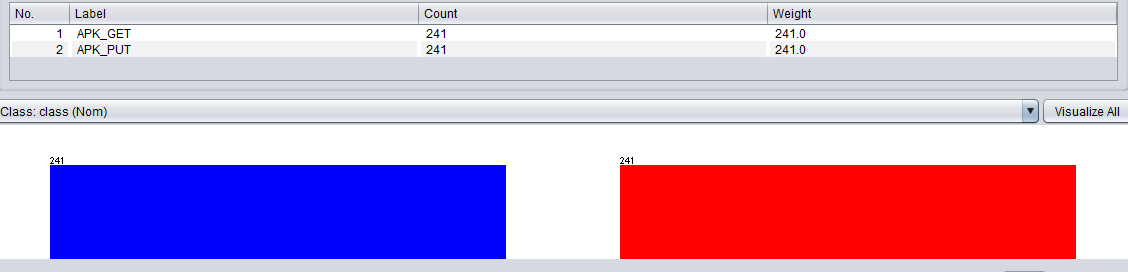 No. Label Count Weight
1 APK_GET 241 241.0
2 APK_PUT 241 241.0
Class: class (Nom) Visualize All
241 241